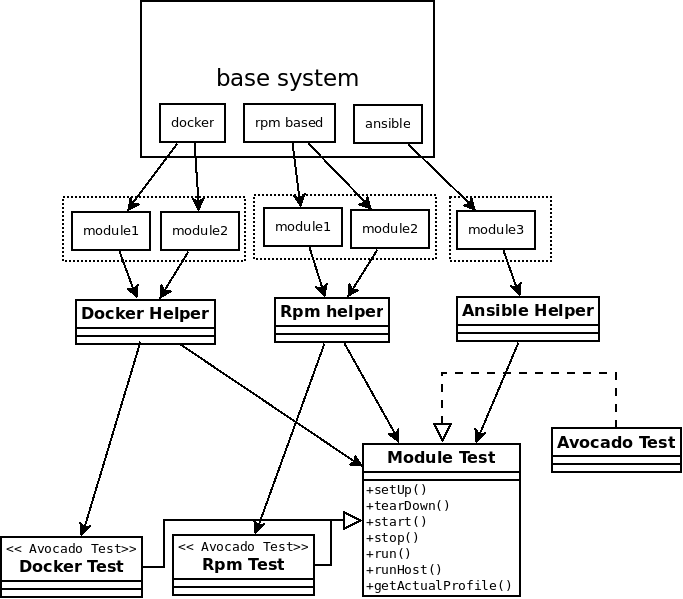 base system
docker
rpm based
ansible
module1
module2
module1
module2
module3
Docker Helper
Rpm helper
Ansible Helper
Avocado Test
Module Test
+setUp()
+tearDown()
+start()
+stop()
+run()
+runHost()
+getActualProfile()
<< Avocado Test>>
Docker Test
<< Avocado Test>>
Rpm Test